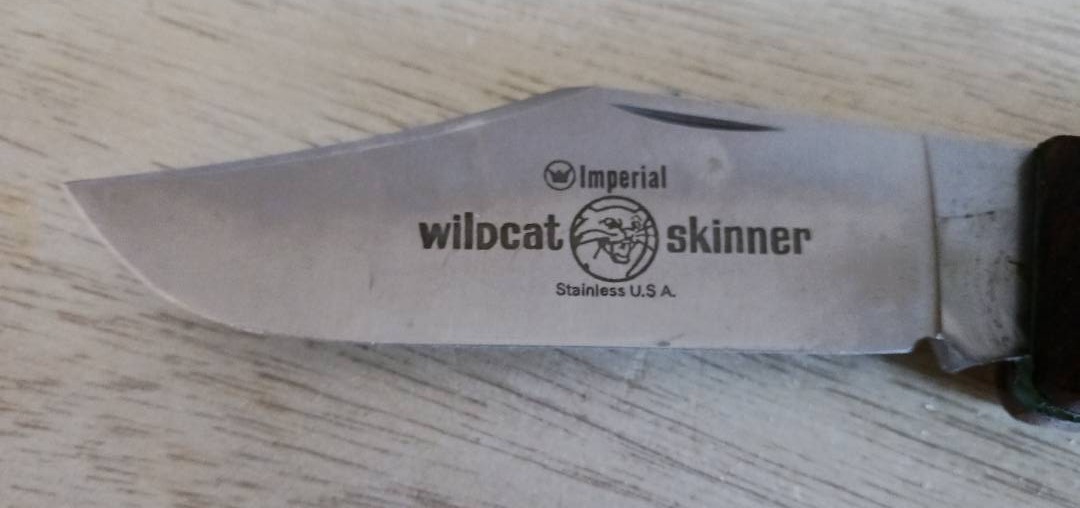 Imperial
wildcat skinner
Stainless U.S A.